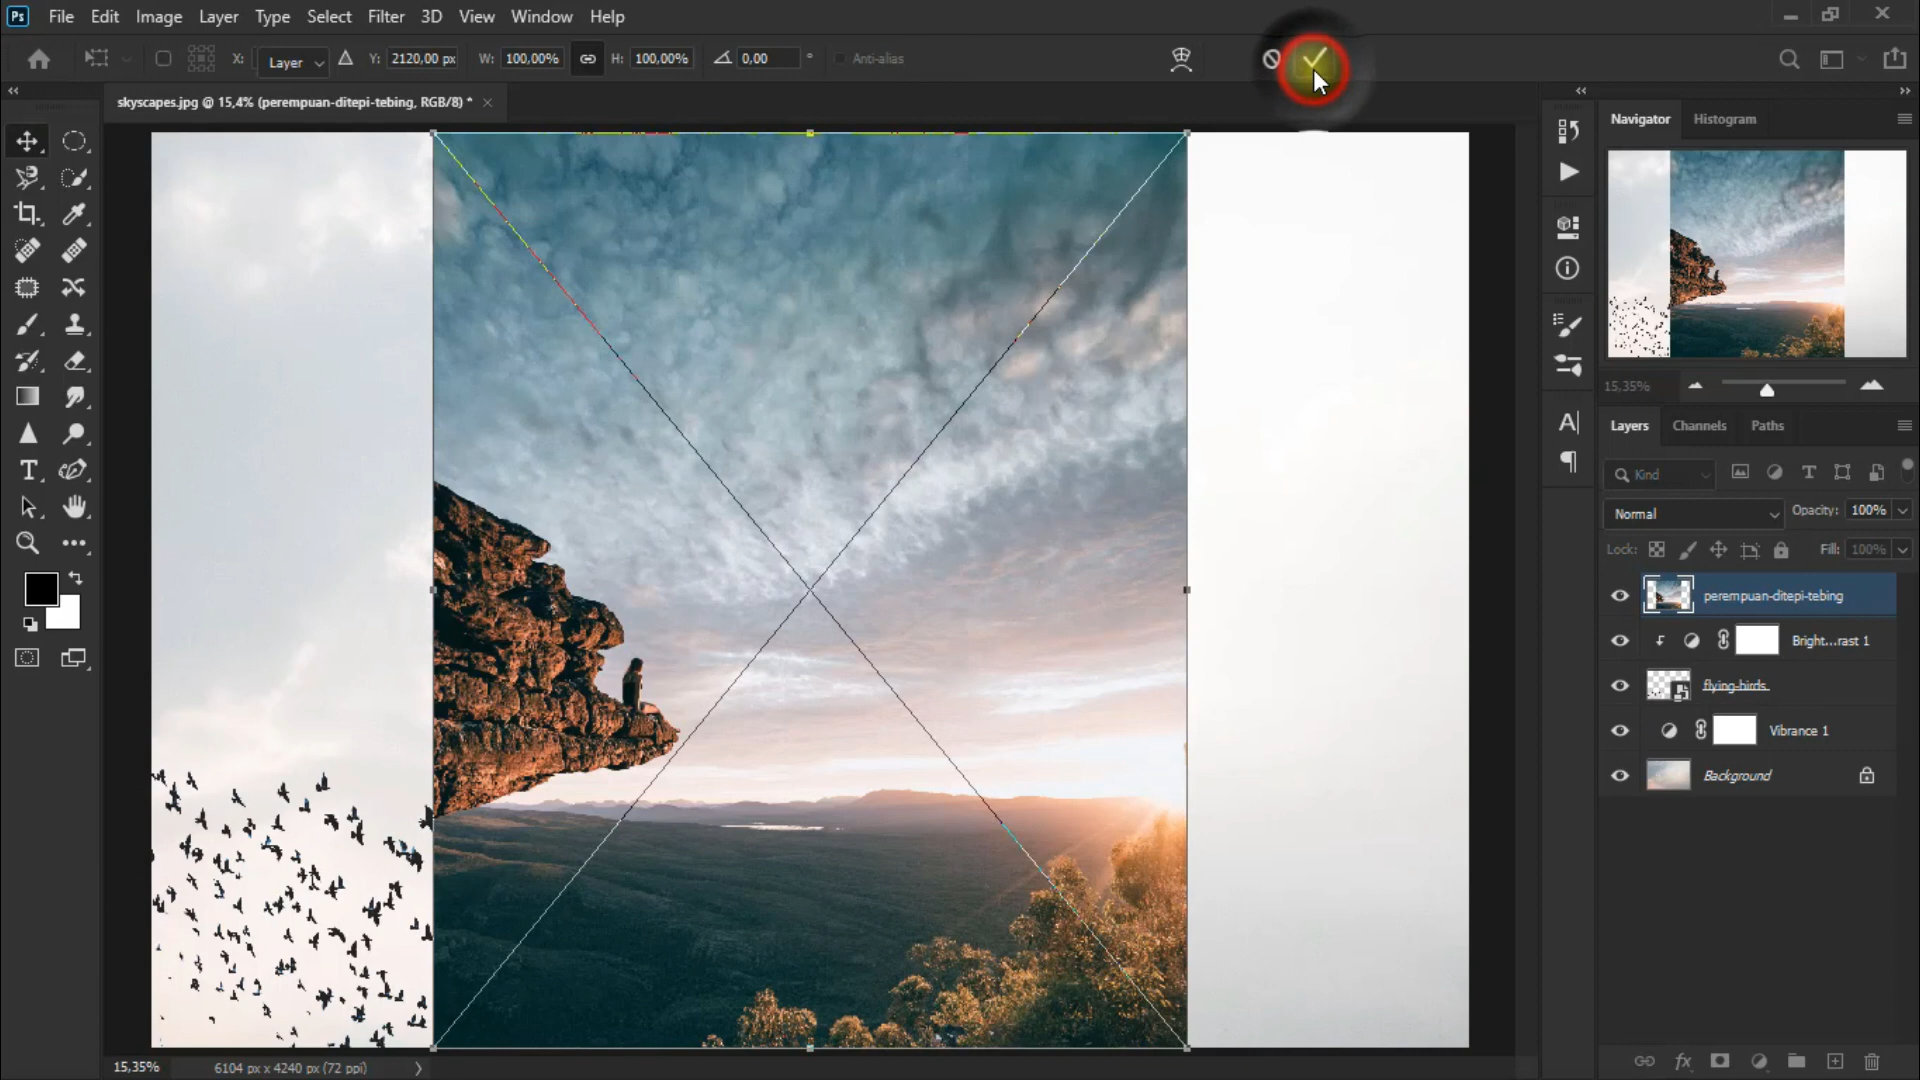 Ps File Edit Image Layer Type Select Filter 3D View Window Help
X: Layer Y: 2120,00 px W: 100,00% H: 100,00% 0,00 ° Anti-alias
skyscapes.jpg @ 15,4% (perempuan-ditepi-tebing, RGB/8) *
Navigator Histogram
15,35%
Layers Channels Paths
Kind
Normal Opacity: 100%
Lock: Fill: 100%
perempuan-ditepi-tebing
Bright...rast 1
flying-birds
Vibrance 1
Background
15,35% 6104 px x 4240 px (72 ppi)